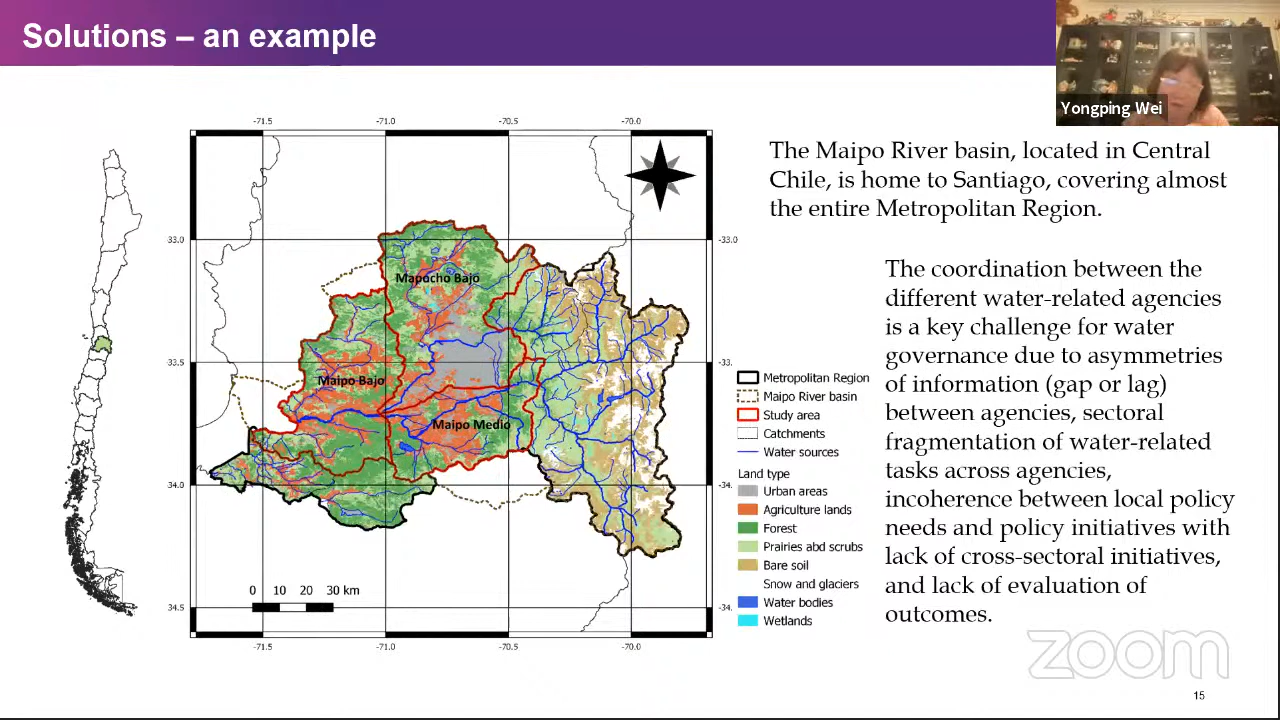 Solutions – an example
Yongping Wei
The Maipo River basin, located in Central
Chile, is home to Santiago, covering almost
the entire Metropolitan Region.
The coordination between the
different water-related agencies
is a key challenge for water
governance due to asymmetries
of information (gap or lag)
between agencies, sectoral
fragmentation of water-related
tasks across agencies,
incoherence between local policy
needs and policy initiatives with
lack of cross-sectoral initiatives,
and lack of evaluation of
outcomes.
-71.5 -71.0 -70.5 -70.0
33.0 -33.0
Mapocho Bajo
33.5 -33.
Maipo Bajo
Maipo Medio
34.0 -34.
0 10 20 30 km
34.5 -34.
-71.5 -71.0 -70.5 -70.0
Metropolitan Region
Maipo River basin
Study area
Catchments
Water sources
Land type
Urban areas
Agriculture lands
Forest
Prairies abd scrubs
Bare soil
Snow and glaciers
Water bodies
Wetlands
zoom
15